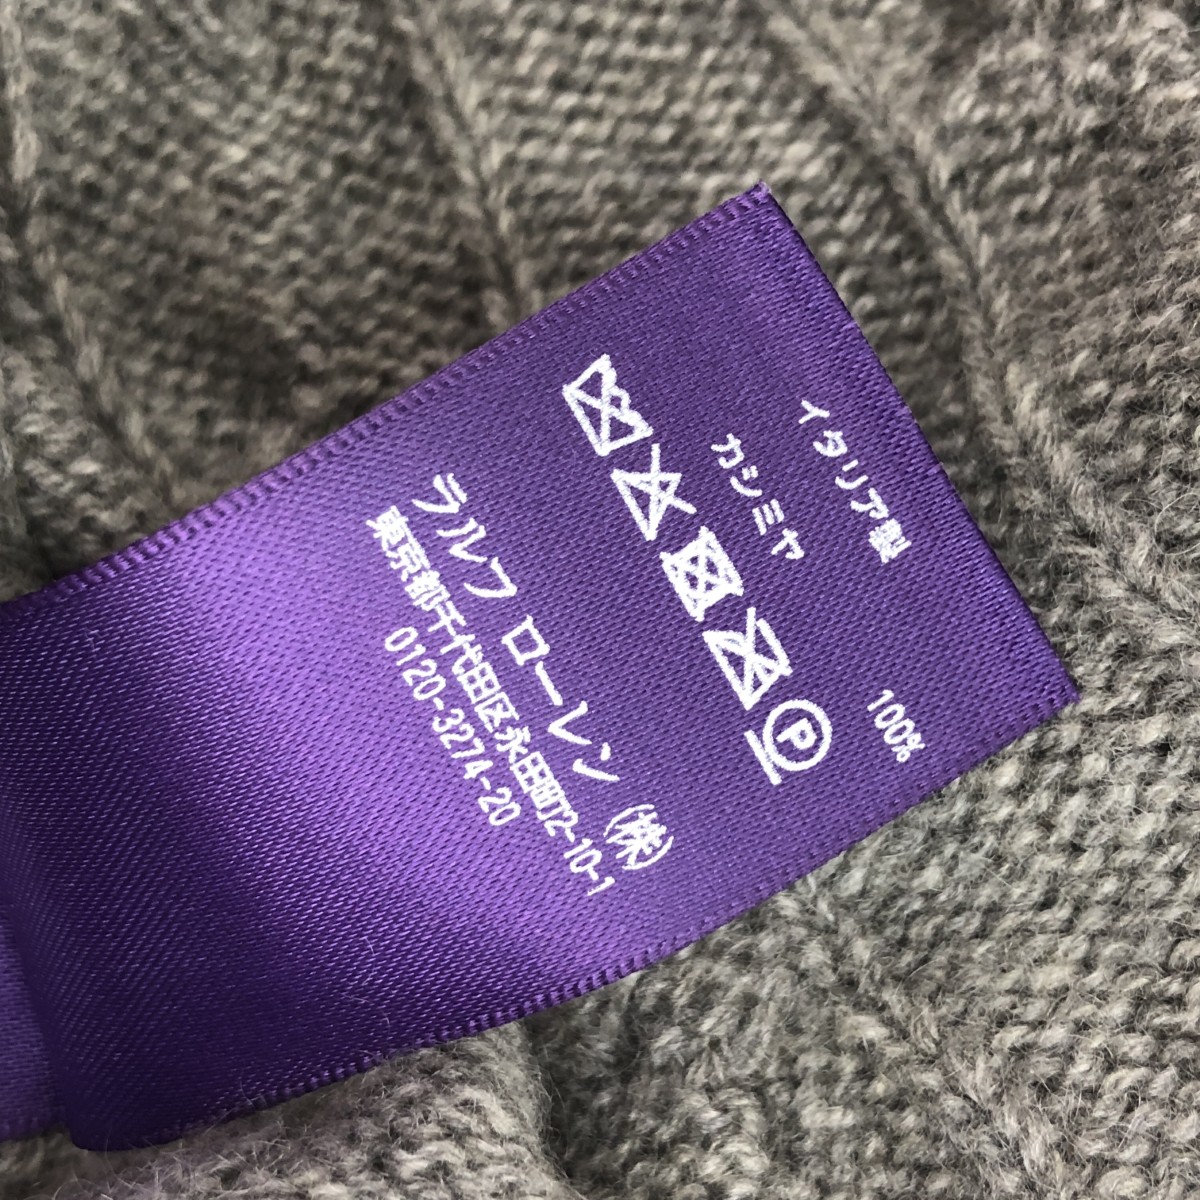 イタリア製
カシミヤ 100%
P
ラルフ ローレン (株)
東京都千代田区永田町2-10-1
0120-3274-20